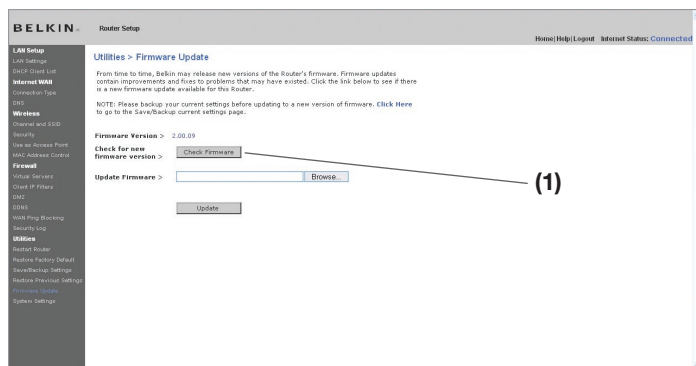 BELKIN
Router Setup
Home|Help|Logout Internet Status: Connected
LAN Setup
LAN Settings
DHCP Client List
Internet WAN
Connection Type
DNS
Wireless
Channel and SSID
Security
Use as Access Point
MAC Address Control
Firewall
Virtual Servers
Client IP Filters
DMZ
DDNS
WAN Ping Blocking
Security Log
Utilities
Restart Router
Restore Factory Default
Save/Backup Settings
Restore Previous Settings
Firmware Update
System Settings
Utilities > Firmware Update
From time to time, Belkin may release new versions of the Router's firmware. Firmware updates
contain improvements and fixes to problems that may have existed. Click the link below to see if there
is a new firmware update available for this Router.
NOTE: Please backup your current settings before updating to a new version of firmware. Click Here
to go to the Save/Backup current settings page.
Firmware Version > 2.00.09
Check for new
firmware version > Check Firmware
(1)
Update Firmware > Browse...
Update